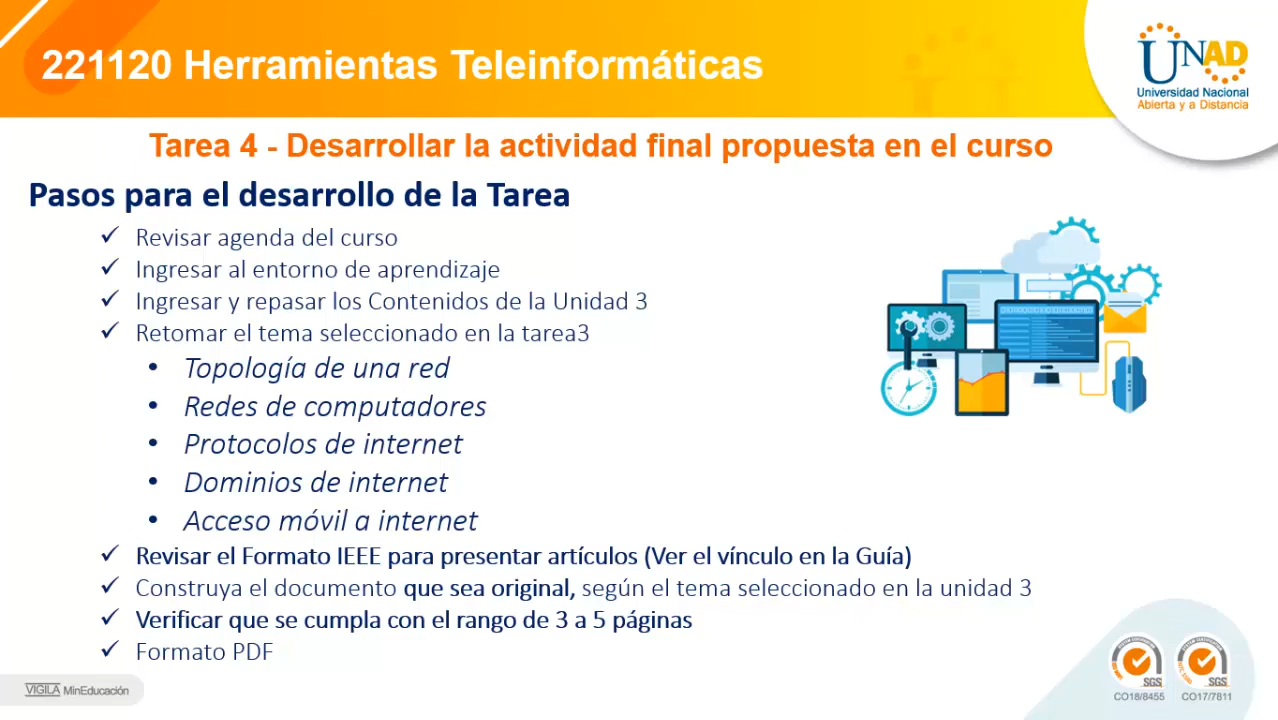 221120 Herramientas Teleinformáticas
UNAD
Universidad Nacional
Abierta y a Distancia
Tarea 4 - Desarrollar la actividad final propuesta en el curso
Pasos para el desarrollo de la Tarea
✓ Revisar agenda del curso
✓ Ingresar al entorno de aprendizaje
✓ Ingresar y repasar los Contenidos de la Unidad 3
✓ Retomar el tema seleccionado en la tarea3
• Topología de una red
• Redes de computadores
• Protocolos de internet
• Dominios de internet
• Acceso móvil a internet
✓ Revisar el Formato IEEE para presentar artículos (Ver el vínculo en la Guía)
✓ Construya el documento que sea original, según el tema seleccionado en la unidad 3
✓ Verificar que se cumpla con el rango de 3 a 5 páginas
✓ Formato PDF
VIGILA MinEducación
SGS SGS
CO18/8455 CO17/7811